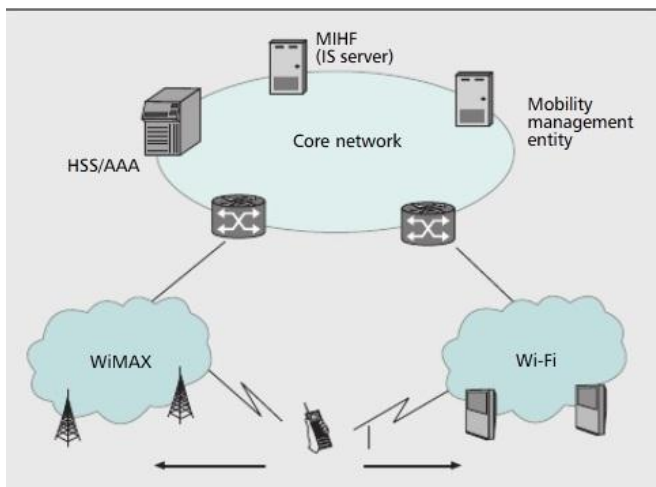 MIHF
(IS server)
Mobility
management
entity
Core network
HSS/AAA
WiMAX
Wi-Fi